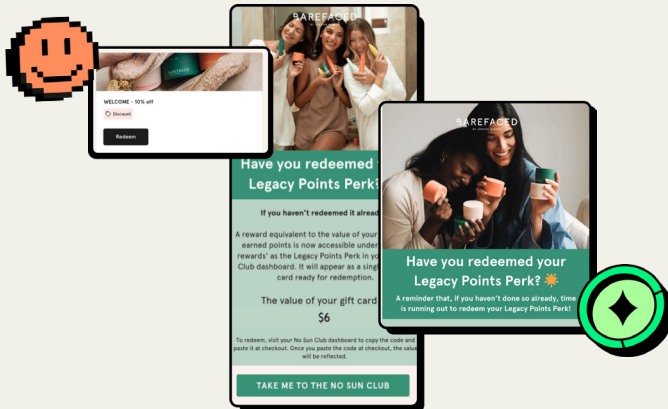 BAREFACED
WELCOME - 10% off
Discount
Redeem
BAREFACED
Have you redeemed
Legacy Points Perk?
If you haven't redeemed it alread
A reward equivalent to the value of your
earned points is now accessible under
rewards' as the Legacy Points Perk in yo
Club dashboard. It will appear as a singl
card ready for redemption.
The value of your gift card
$6
To redeem, visit your No Sun Club dashboard to copy the code and
paste it at checkout. Once you paste the code at checkout, the value
will be reflected.
TAKE ME TO THE NO SUN CLUB
BAREFACED
Have you redeemed your
Legacy Points Perk?
A reminder that, if you haven't done so already, time
is running out to redeem your Legacy Points Perk!